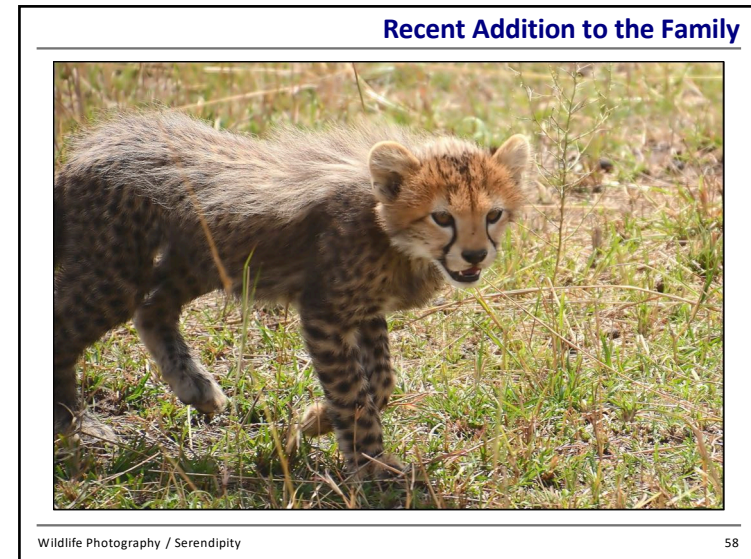 Recent Addition to the Family
Wildlife Photography / Serendipity
58